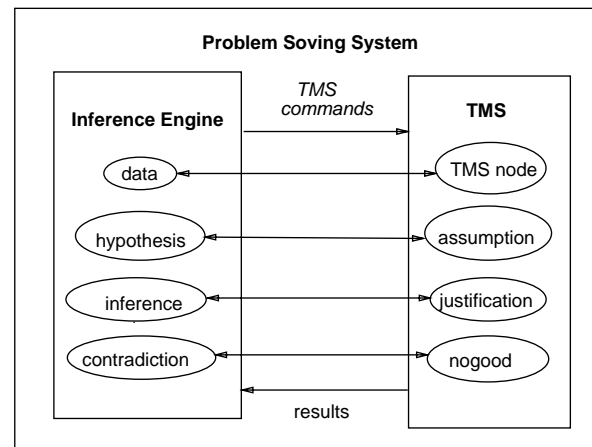 Problem Soving System
TMS
commands
Inference Engine
TMS
data
TMS node
hypothesis
assumption
inference
justification
contradiction
nogood
results